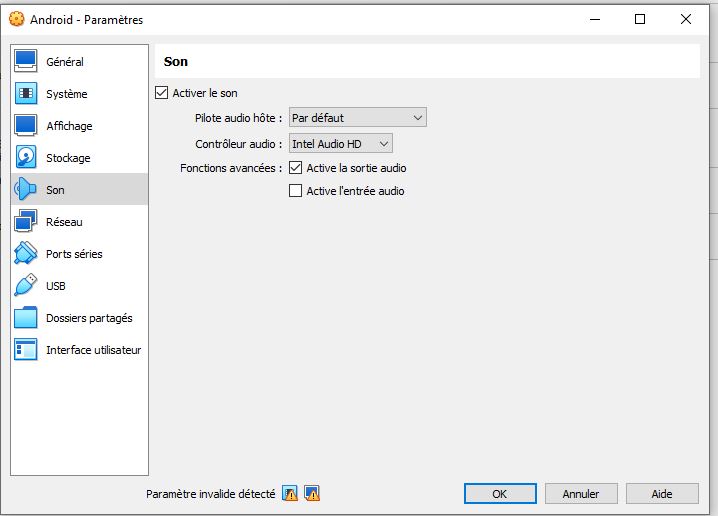 Android - Paramètres
Général
Système
Affichage
Stockage
Son
Réseau
Ports séries
USB
Dossiers partagés
Interface utilisateur
Son
Activer le son
Pilote audio hôte : Par défaut
Contrôleur audio : Intel Audio HD
Fonctions avancées : Active la sortie audio
Active l'entrée audio
Paramètre invalide détecté
OK Annuler Aide